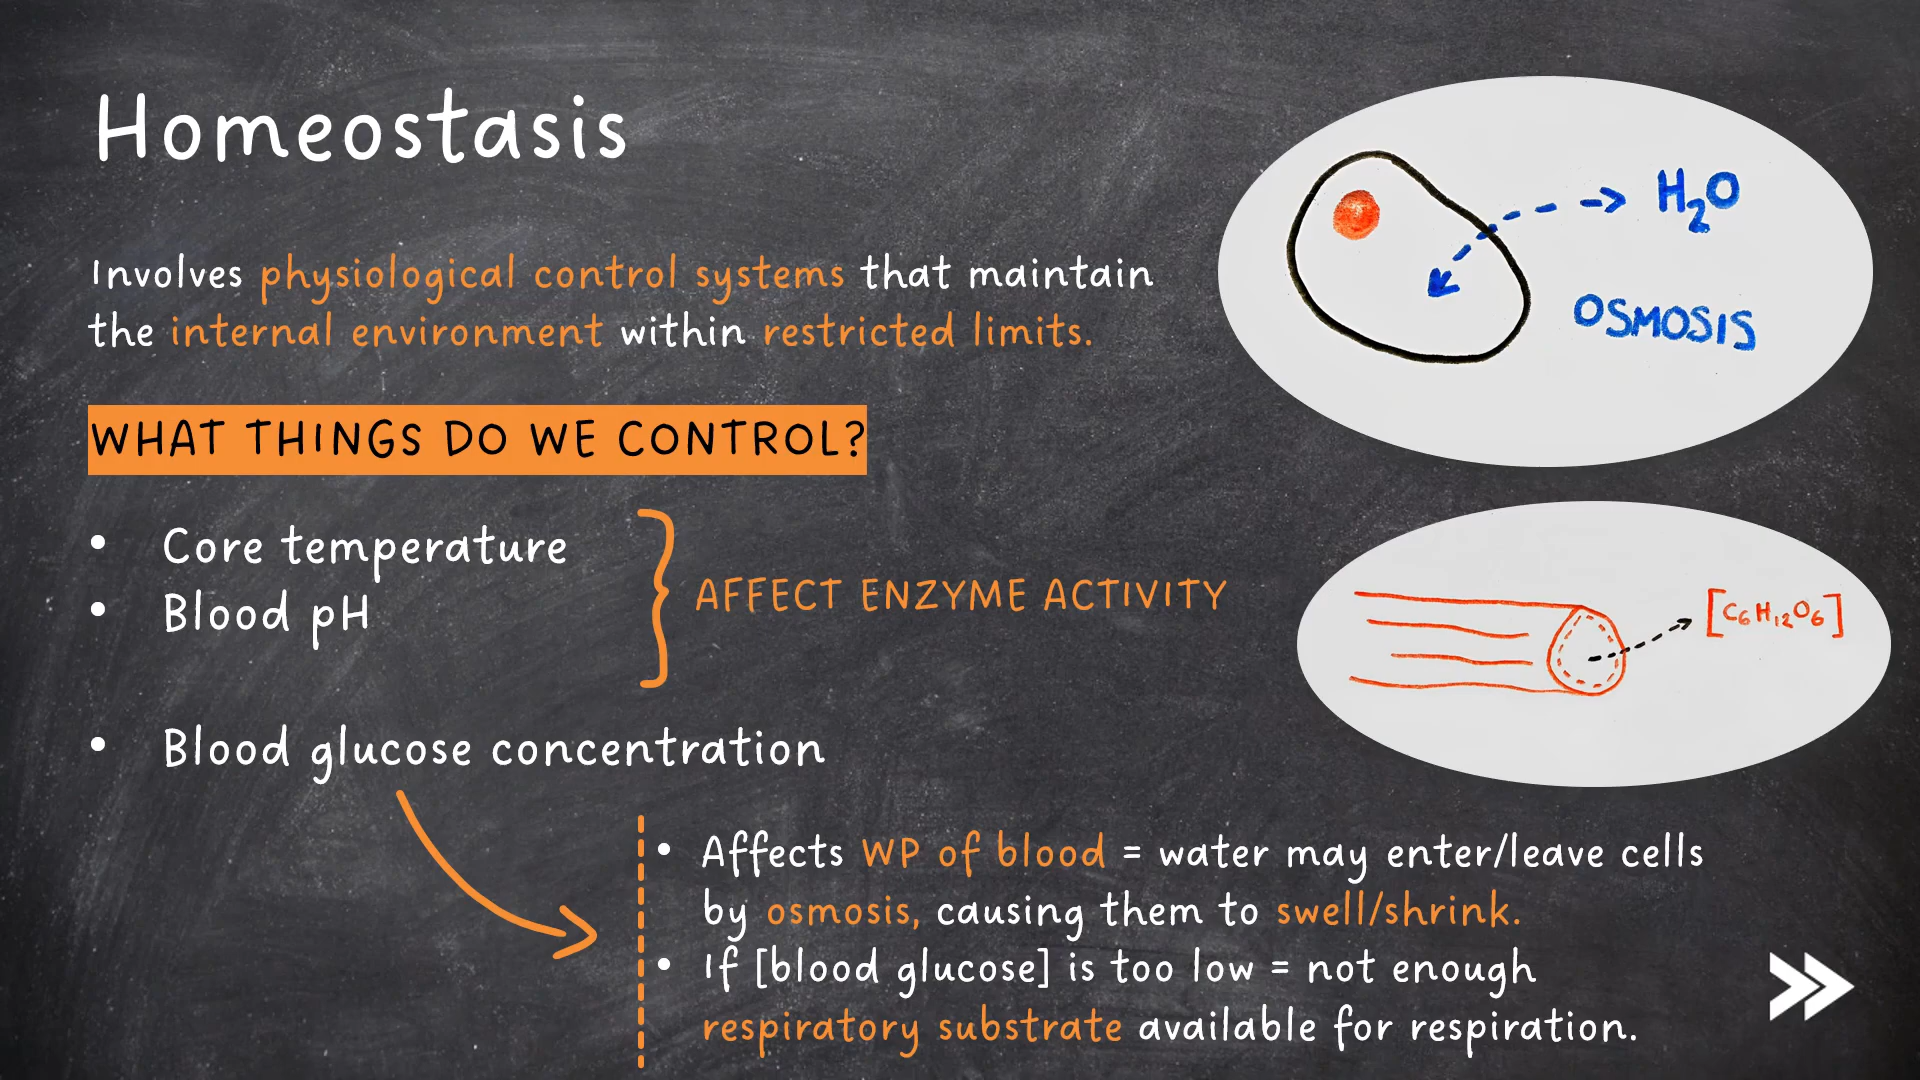 Homeostasis
Involves physiological control systems that maintain
the internal environment within restricted limits.
WHAT THINGS DO WE CONTROL?
• Core temperature
• Blood pH
AFFECT ENZYME ACTIVITY
• Blood glucose concentration
• Affects WP of blood = water may enter/leave cells
by osmosis, causing them to swell/shrink.
• If [blood glucose] is too low = not enough
respiratory substrate available for respiration.
H₂O
OSMOSIS
[C₆H₁₂O₆]